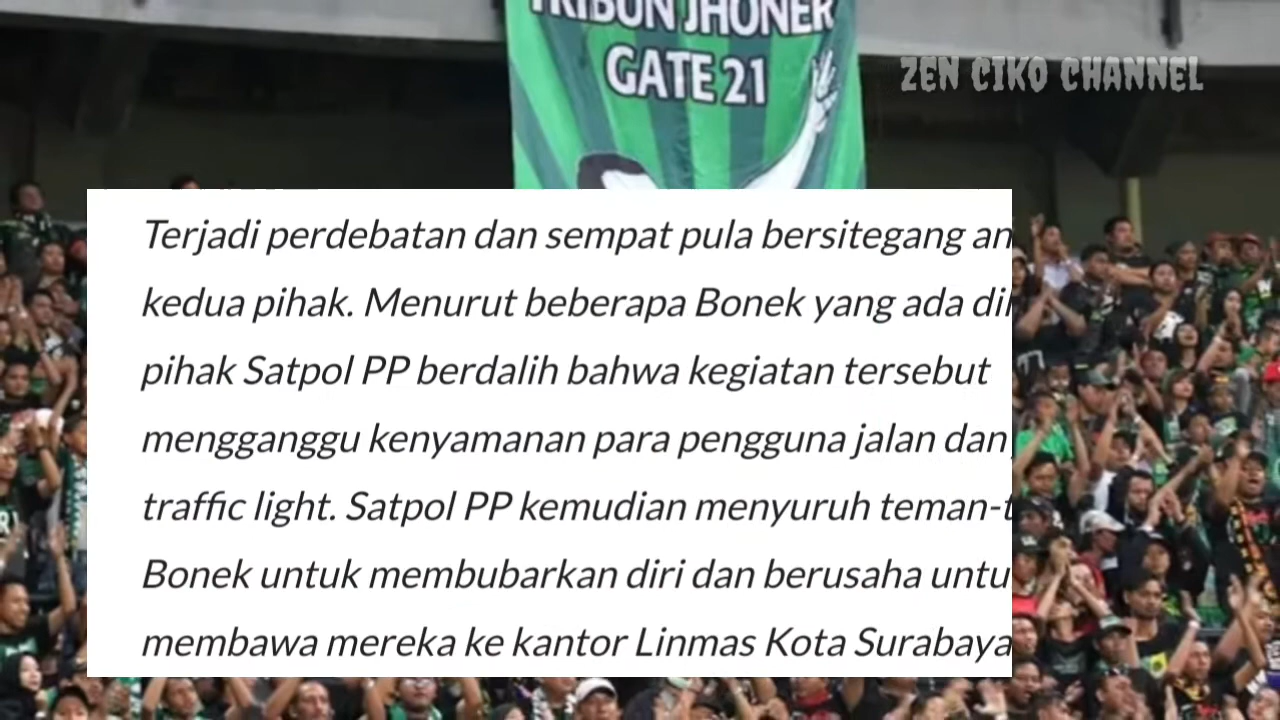 TRIBUN JHONER
GATE 21
ZEN CIKO CHANNEL
Terjadi perdebatan dan sempat pula bersitegang an
kedua pihak. Menurut beberapa Bonek yang ada
pihak Satpol PP berdalih bahwa kegiatan tersebut
mengganggu kenyamanan para pengguna jalan dan
traffic light. Satpol PP kemudian menyuruh teman-t
Bonek untuk membubarkan diri dan berusaha untu
membawa mereka ke kantor Linmas Kota Surabaya